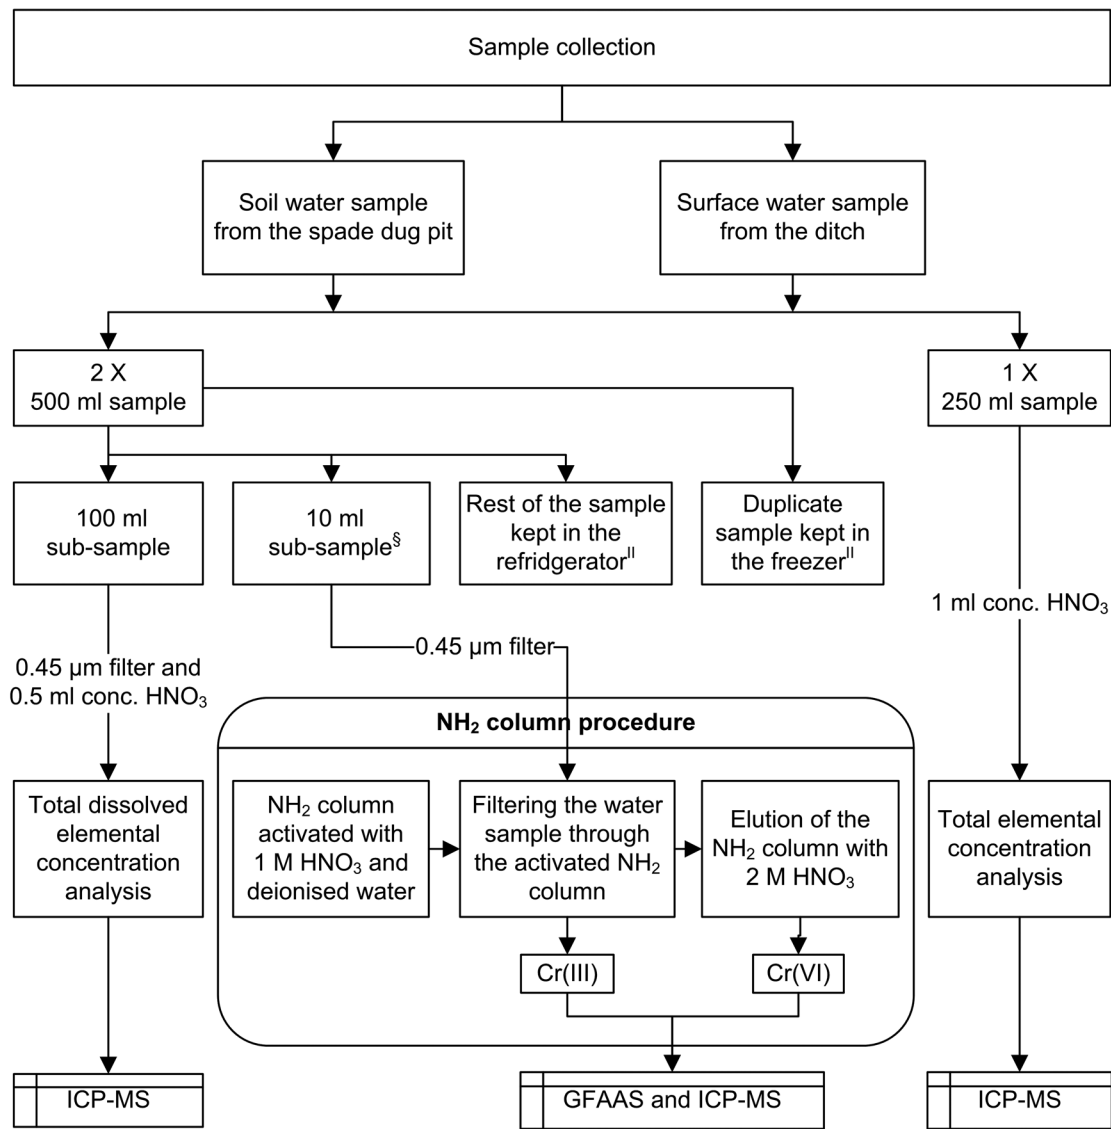 Sample collection
Soil water sample
from the spade dug pit
Surface water sample
from the ditch
2 X
500 ml sample
1 X
250 ml sample
100 ml
sub-sample
10 ml
sub-sample§
Rest of the sample
kept in the
refridgerator||
Duplicate
sample kept in
the freezer||
1 ml conc. HNO₃
0.45 µm filter and
0.5 ml conc. HNO₃
0.45 µm filter
NH₂ column procedure
Total dissolved
elemental
concentration
analysis
NH₂ column
activated with
1 M HNO₃ and
deionised water
Filtering the water
sample through
the activated NH₂
column
Elution of the
NH₂ column with
2 M HNO₃
Total elemental
concentration
analysis
Cr(III)
Cr(VI)
ICP-MS
GFAAS and ICP-MS
ICP-MS